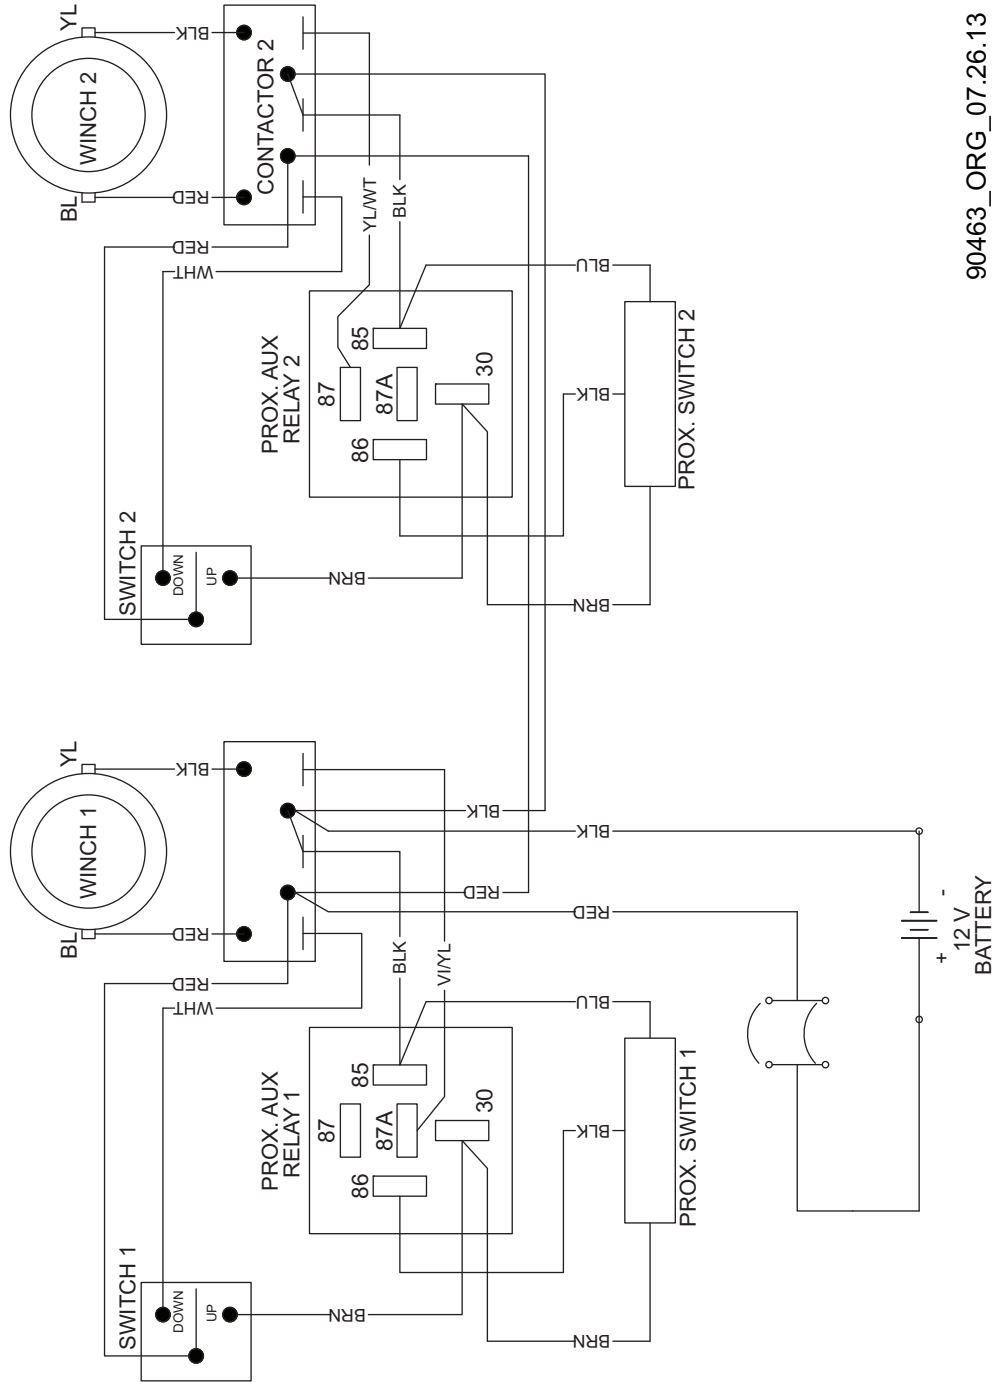 WINCH 2
BL
YL
RED
BLK
CONTACTOR 2
RED
WHT
YL/WT
BLK
PROX. AUX
RELAY 2
87
85
87A
86
30
BLU
BLK
BRN
BRN
PROX. SWITCH 2
SWITCH 2
DOWN
UP
WINCH 1
BL
YL
RED
BLK
RED
WHT
BLK
VI/YL
BLK
RED
BLK
RED
PROX. AUX
RELAY 1
87
85
87A
86
30
BLU
BLK
BRN
BRN
PROX. SWITCH 1
SWITCH 1
DOWN
UP
+
-
12 V
BATTERY
90463_ORG_07.26.13